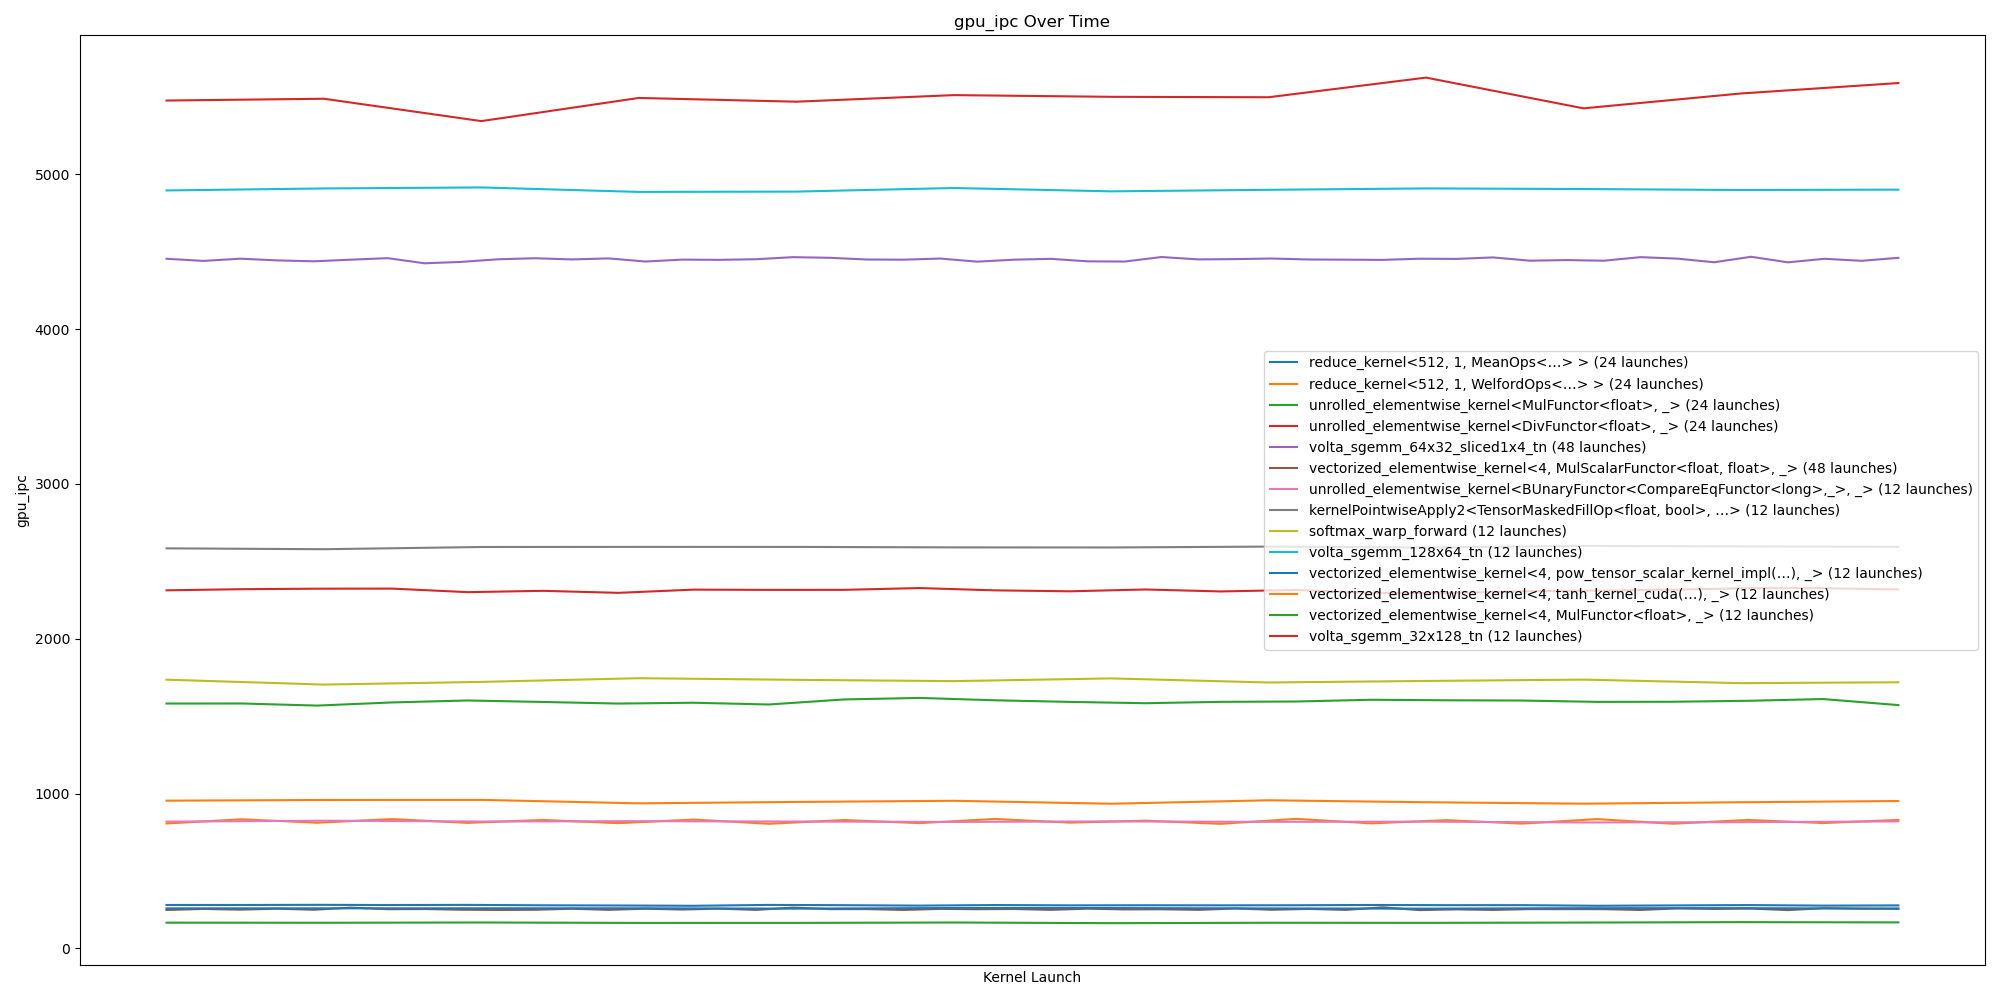 gpu_ipc Over Time
5000
4000
3000
2000
1000
0
gpu_ipc
Kernel Launch
reduce_kernel<512, 1, MeanOps<...> > (24 launches)
reduce_kernel<512, 1, WelfordOps<...> > (24 launches)
unrolled_elementwise_kernel<MulFunctor<float>, _> (24 launches)
unrolled_elementwise_kernel<DivFunctor<float>, _> (24 launches)
volta_sgemm_64x32_sliced1x4_tn (48 launches)
vectorized_elementwise_kernel<4, MulScalarFunctor<float, float>, _> (48 launches)
unrolled_elementwise_kernel<BUnaryFunctor<CompareEqFunctor<long>,_>, _> (12 launches)
kernelPointwiseApply2<TensorMaskedFillOp<float, bool>, ...> (12 launches)
softmax_warp_forward (12 launches)
volta_sgemm_128x64_tn (12 launches)
vectorized_elementwise_kernel<4, pow_tensor_scalar_kernel_impl(...), _> (12 launches)
vectorized_elementwise_kernel<4, tanh_kernel_cuda(...), _> (12 launches)
vectorized_elementwise_kernel<4, MulFunctor<float>, _> (12 launches)
volta_sgemm_32x128_tn (12 launches)